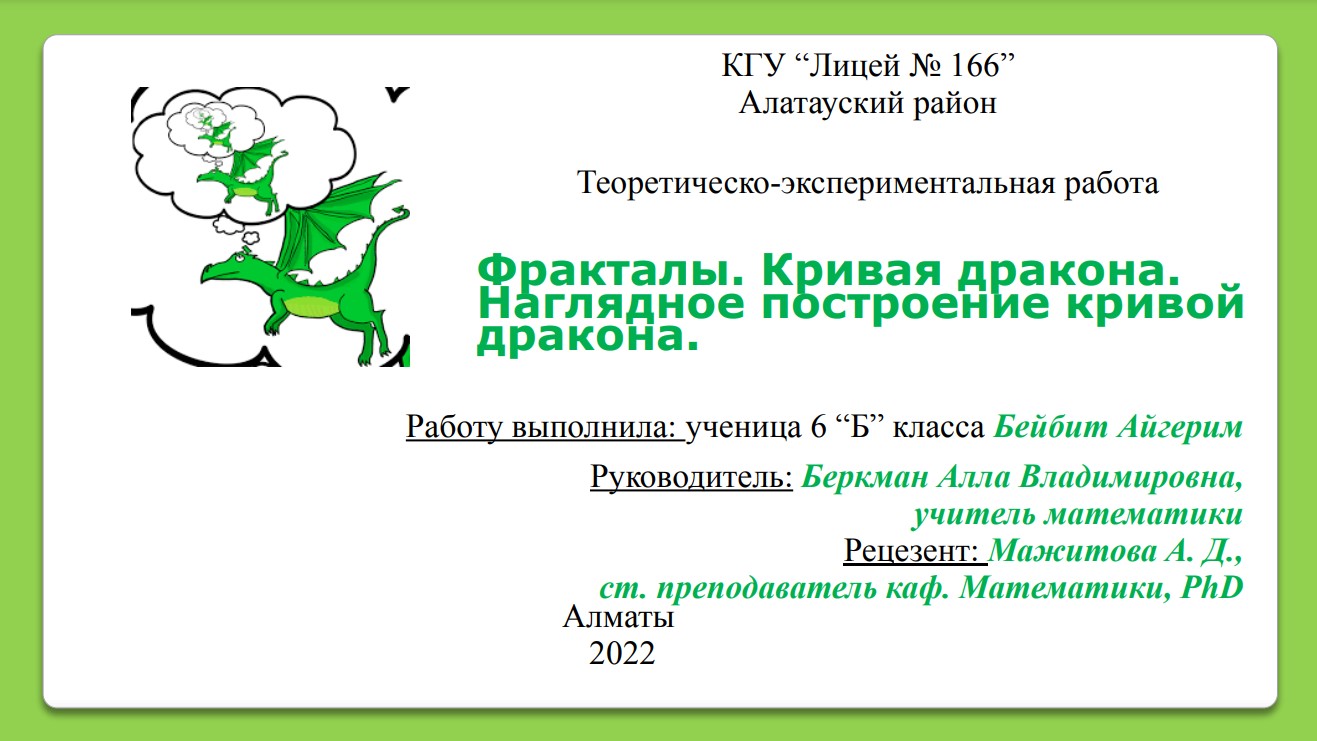 КГУ “Лицей № 166”
Алатауский район
Теоретическо-экспериментальная работа
Фракталы. Кривая дракона.
Наглядное построение кривой
дракона.
Работу выполнила: ученица 6 “Б” класса Бейбит Айгерим
Руководитель: Беркман Алла Владимировна,
учитель математики
Рецезент: Мажитова А. Д.,
ст. преподаватель каф. Математики, PhD
Алматы
2022